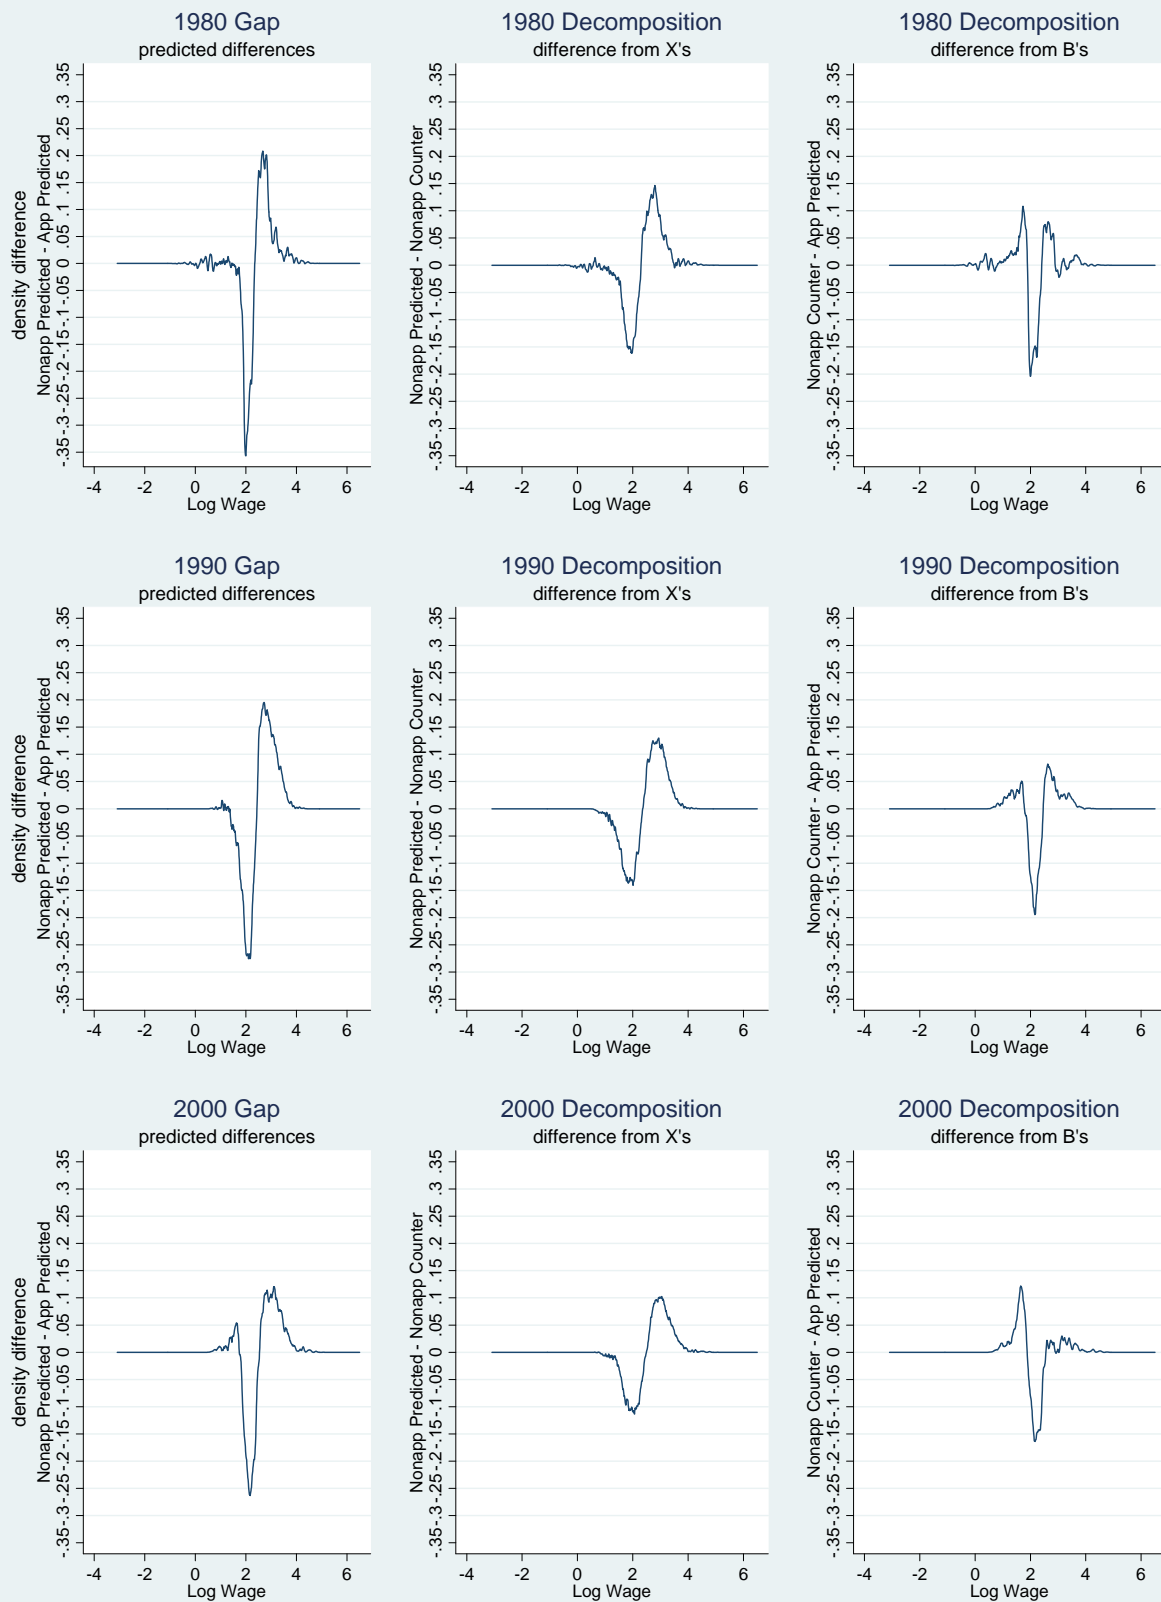 1980 Gap
predicted differences
density difference
Nonapp Predicted - App Predicted
-.35 -.3 -.25 -.2 -.15 -.1 -.05 0 .05 .1 .15 .2 .25 .3 .35
-4 -2 0 2 4 6
Log Wage
1980 Decomposition
difference from X's
Nonapp Predicted - Nonapp Counter
-.35 -.3 -.25 -.2 -.15 -.1 -.05 0 .05 .1 .15 .2 .25 .3 .35
-4 -2 0 2 4 6
Log Wage
1980 Decomposition
difference from B's
Nonapp Counter - App Predicted
-.35 -.3 -.25 -.2 -.15 -.1 -.05 0 .05 .1 .15 .2 .25 .3 .35
-4 -2 0 2 4 6
Log Wage
1990 Gap
predicted differences
density difference
Nonapp Predicted - App Predicted
-.35 -.3 -.25 -.2 -.15 -.1 -.05 0 .05 .1 .15 .2 .25 .3 .35
-4 -2 0 2 4 6
Log Wage
1990 Decomposition
difference from X's
Nonapp Predicted - Nonapp Counter
-.35 -.3 -.25 -.2 -.15 -.1 -.05 0 .05 .1 .15 .2 .25 .3 .35
-4 -2 0 2 4 6
Log Wage
1990 Decomposition
difference from B's
Nonapp Counter - App Predicted
-.35 -.3 -.25 -.2 -.15 -.1 -.05 0 .05 .1 .15 .2 .25 .3 .35
-4 -2 0 2 4 6
Log Wage
2000 Gap
predicted differences
density difference
Nonapp Predicted - App Predicted
-.35 -.3 -.25 -.2 -.15 -.1 -.05 0 .05 .1 .15 .2 .25 .3 .35
-4 -2 0 2 4 6
Log Wage
2000 Decomposition
difference from X's
Nonapp Predicted - Nonapp Counter
-.35 -.3 -.25 -.2 -.15 -.1 -.05 0 .05 .1 .15 .2 .25 .3 .35
-4 -2 0 2 4 6
Log Wage
2000 Decomposition
difference from B's
Nonapp Counter - App Predicted
-.35 -.3 -.25 -.2 -.15 -.1 -.05 0 .05 .1 .15 .2 .25 .3 .35
-4 -2 0 2 4 6
Log Wage